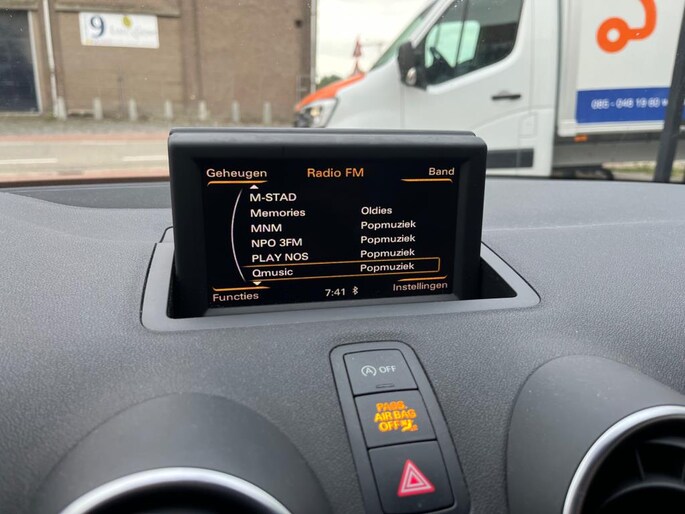 9
085 - 048 19 60
Geheugen Radio FM Band
M-STAD
Memories Oldies
MNM Popmuziek
NPO 3FM Popmuziek
PLAY NOS Popmuziek
Qmusic Popmuziek
Functies 7:41 Instellingen
A OFF
PASS.
AIR BAG
OFF